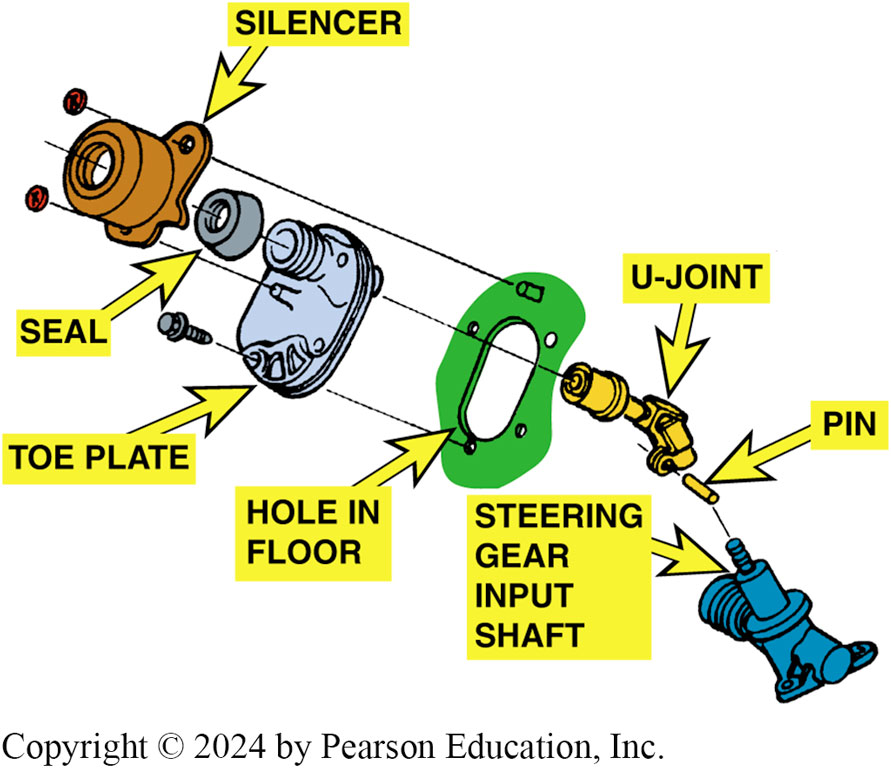 SILENCER
U-JOINT
SEAL
PIN
TOE PLATE
HOLE IN
FLOOR
STEERING
GEAR
INPUT
SHAFT
Copyright © 2024 by Pearson Education, Inc.